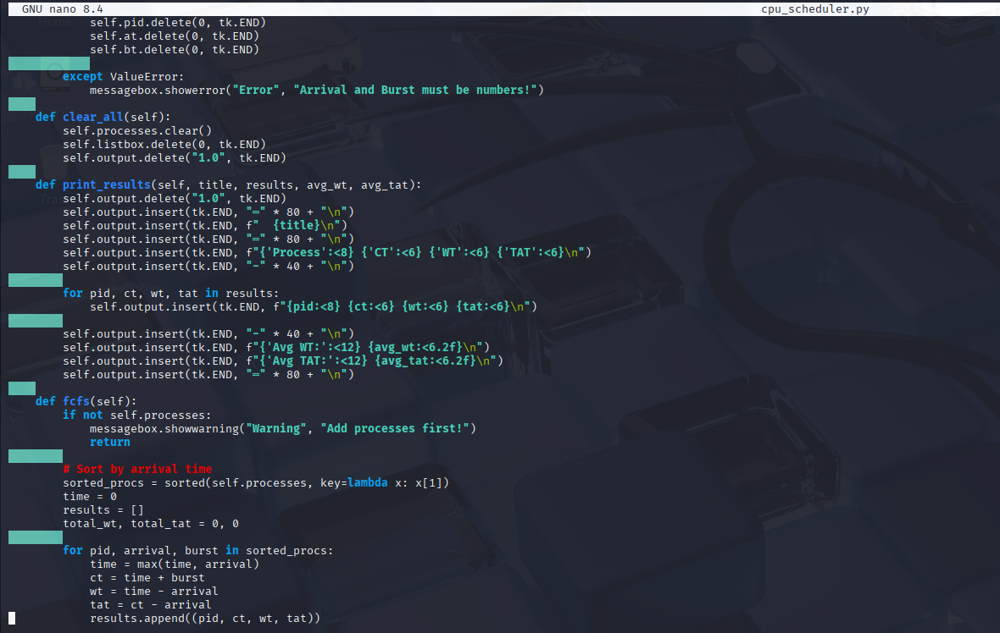 GNU nano 8.4 cpu_scheduler.py
            self.pid.delete(0, tk.END)
            self.at.delete(0, tk.END)
            self.bt.delete(0, tk.END)
        except ValueError:
            messagebox.showerror("Error", "Arrival and Burst must be numbers!")
    def clear_all(self):
        self.processes.clear()
        self.listbox.delete(0, tk.END)
        self.output.delete("1.0", tk.END)
    def print_results(self, title, results, avg_wt, avg_tat):
        self.output.delete("1.0", tk.END)
        self.output.insert(tk.END, "=" * 80 + "\n")
        self.output.insert(tk.END, f"  {title}\n")
        self.output.insert(tk.END, "=" * 80 + "\n")
        self.output.insert(tk.END, f"{'Process':<8} {'CT':<6} {'WT':<6} {'TAT':<6}\n")
        self.output.insert(tk.END, "-" * 40 + "\n")
        for pid, ct, wt, tat in results:
            self.output.insert(tk.END, f"{pid:<8} {ct:<6} {wt:<6} {tat:<6}\n")
        self.output.insert(tk.END, "-" * 40 + "\n")
        self.output.insert(tk.END, f"{'Avg WT:':<12} {avg_wt:<6.2f}\n")
        self.output.insert(tk.END, f"{'Avg TAT:':<12} {avg_tat:<6.2f}\n")
        self.output.insert(tk.END, "=" * 80 + "\n")
    def fcfs(self):
        if not self.processes:
            messagebox.showwarning("Warning", "Add processes first!")
            return
        # Sort by arrival time
        sorted_procs = sorted(self.processes, key=lambda x: x[1])
        time = 0
        results = []
        total_wt, total_tat = 0, 0
        for pid, arrival, burst in sorted_procs:
            time = max(time, arrival)
            ct = time + burst
            wt = time - arrival
            tat = ct - arrival
            results.append((pid, ct, wt, tat))